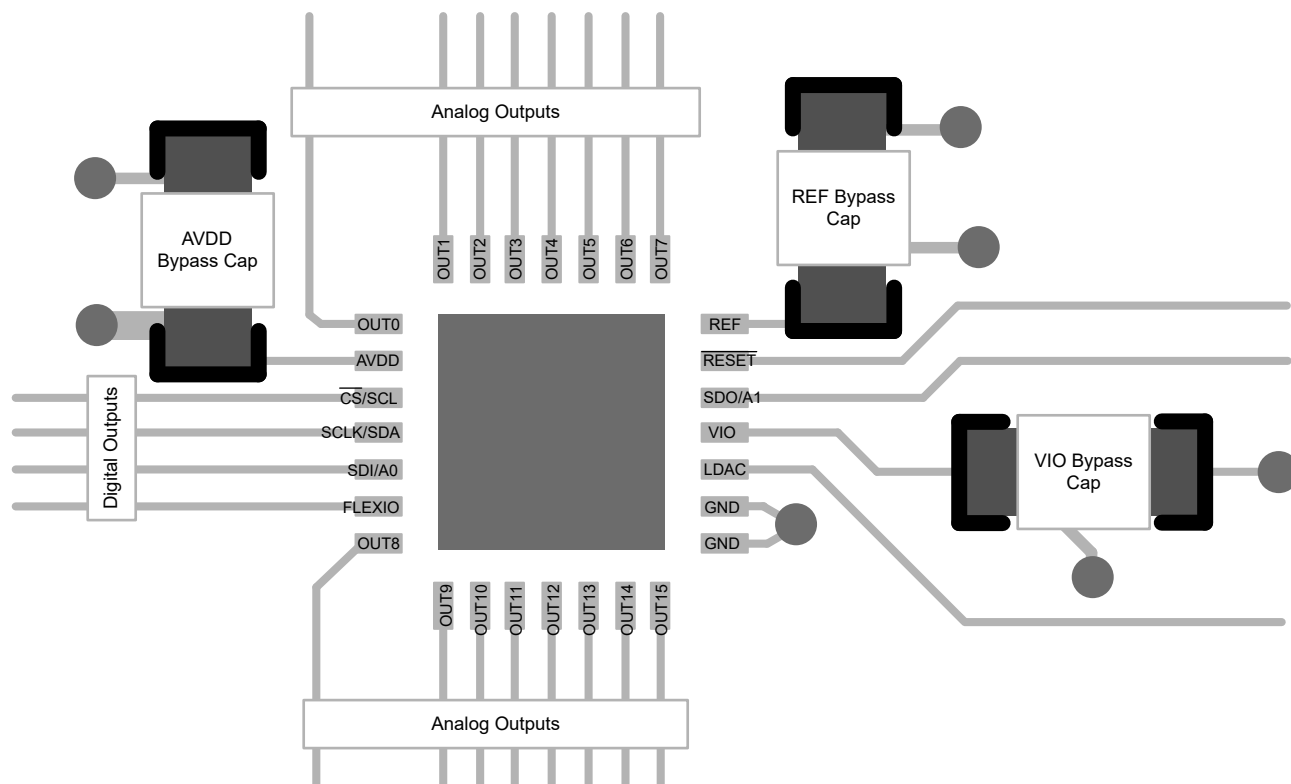 Analog Outputs
REF Bypass
Cap
AVDD
Bypass Cap
OUT1
OUT2
OUT3
OUT4
OUT5
OUT6
OUT7
OUT0
AVDD
CS/SCL
SCLK/SDA
SDI/A0
FLEXIO
OUT8
Digital Outputs
REF
RESET
SDO/A1
VIO
LDAC
GND
GND
VIO Bypass
Cap
OUT9
OUT10
OUT11
OUT12
OUT13
OUT14
OUT15
Analog Outputs